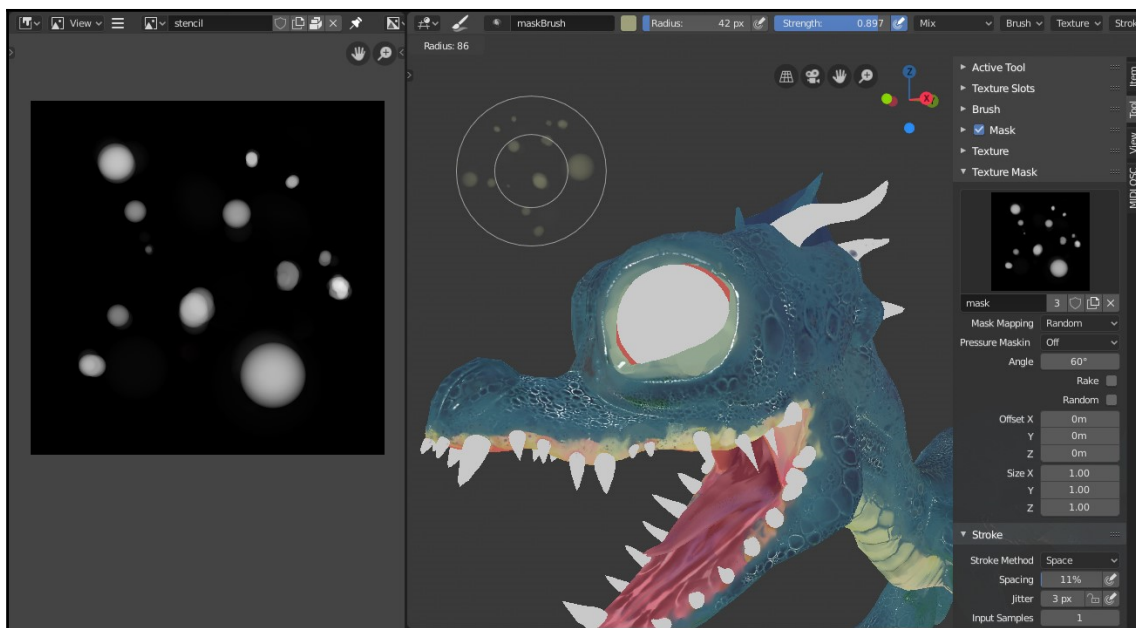 View
stencil
maskBrush
Radius: 42 px
Strength: 0.897
Mix
Brush
Texture
Strok
Radius: 86
Z
X
Y
Active Tool
Texture Slots
Brush
Mask
Texture
Texture Mask
mask 3
Mask Mapping Random
Pressure Maskin Off
Angle 60°
Rake
Random
Offset X 0m
Y 0m
Z 0m
Size X 1.00
Y 1.00
Z 1.00
Stroke
Stroke Method Space
Spacing 11%
Jitter 3 px
Input Samples 1
Item
Tool
View
MIDI OSC